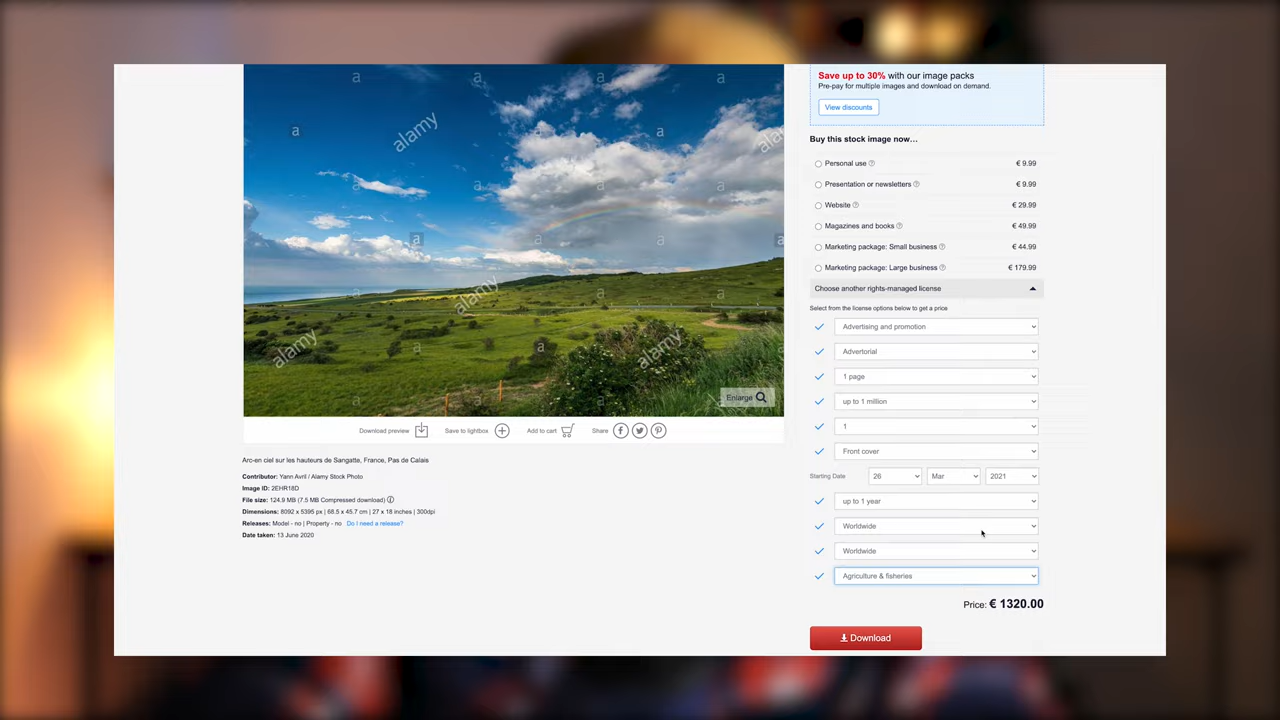 Save up to 30% with our image packs
Pre-pay for multiple images and download on demand.
View discounts
Buy this stock image now...
Personal use € 9.99
Presentation or newsletters € 9.99
Website € 29.99
Magazines and books € 49.99
Marketing package: Small business € 44.99
Marketing package: Large business € 179.99
Choose another rights-managed license
Select from the license options below to get a price
Advertising and promotion
Advertorial
1 page
up to 1 million
1
Front cover
Starting Date 26 Mar 2021
up to 1 year
Worldwide
Worldwide
Agriculture & fisheries
Price: € 1320.00
Download
a a a a
alamy
alamy
a a
a a a a
a a a a
alamy
a
alamy
alamy
a a a
a a
Enlarge
Download preview Save to lightbox Add to cart Share
Arc-en ciel sur les hauteurs de Sangatte, France, Pas de Calais
Contributor: Yann Avril / Alamy Stock Photo
Image ID: 2EHR18D
File size: 124.9 MB (7.5 MB Compressed download)
Dimensions: 8092 x 5395 px | 68.5 x 45.7 cm | 27 x 18 inches | 300dpi
Releases: Model - no | Property - no Do I need a release?
Date taken: 13 June 2020